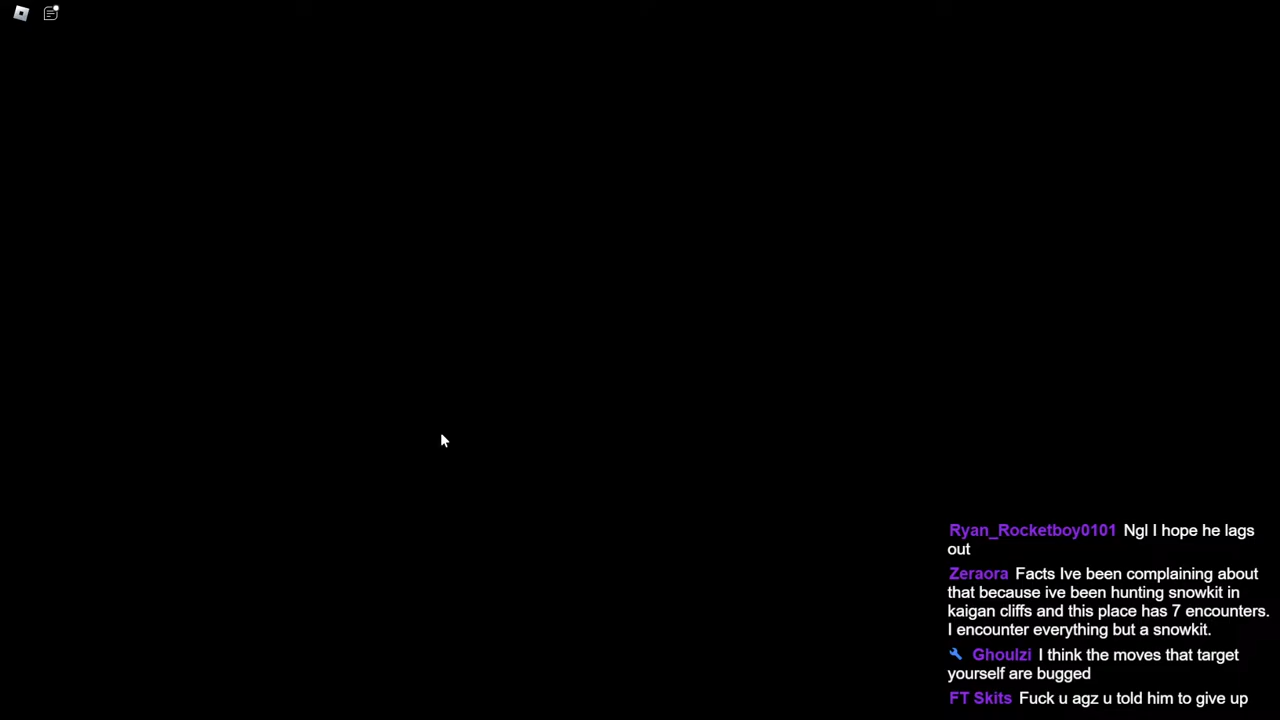 Ryan_Rocketboy0101 Ngl I hope he lags
out
Zeraora Facts Ive been complaining about
that because ive been hunting snowkit in
kaigan cliffs and this place has 7 encounters.
I encounter everything but a snowkit.
Ghoulzi I think the moves that target
yourself are bugged
FT Skits Fuck u agz u told him to give up